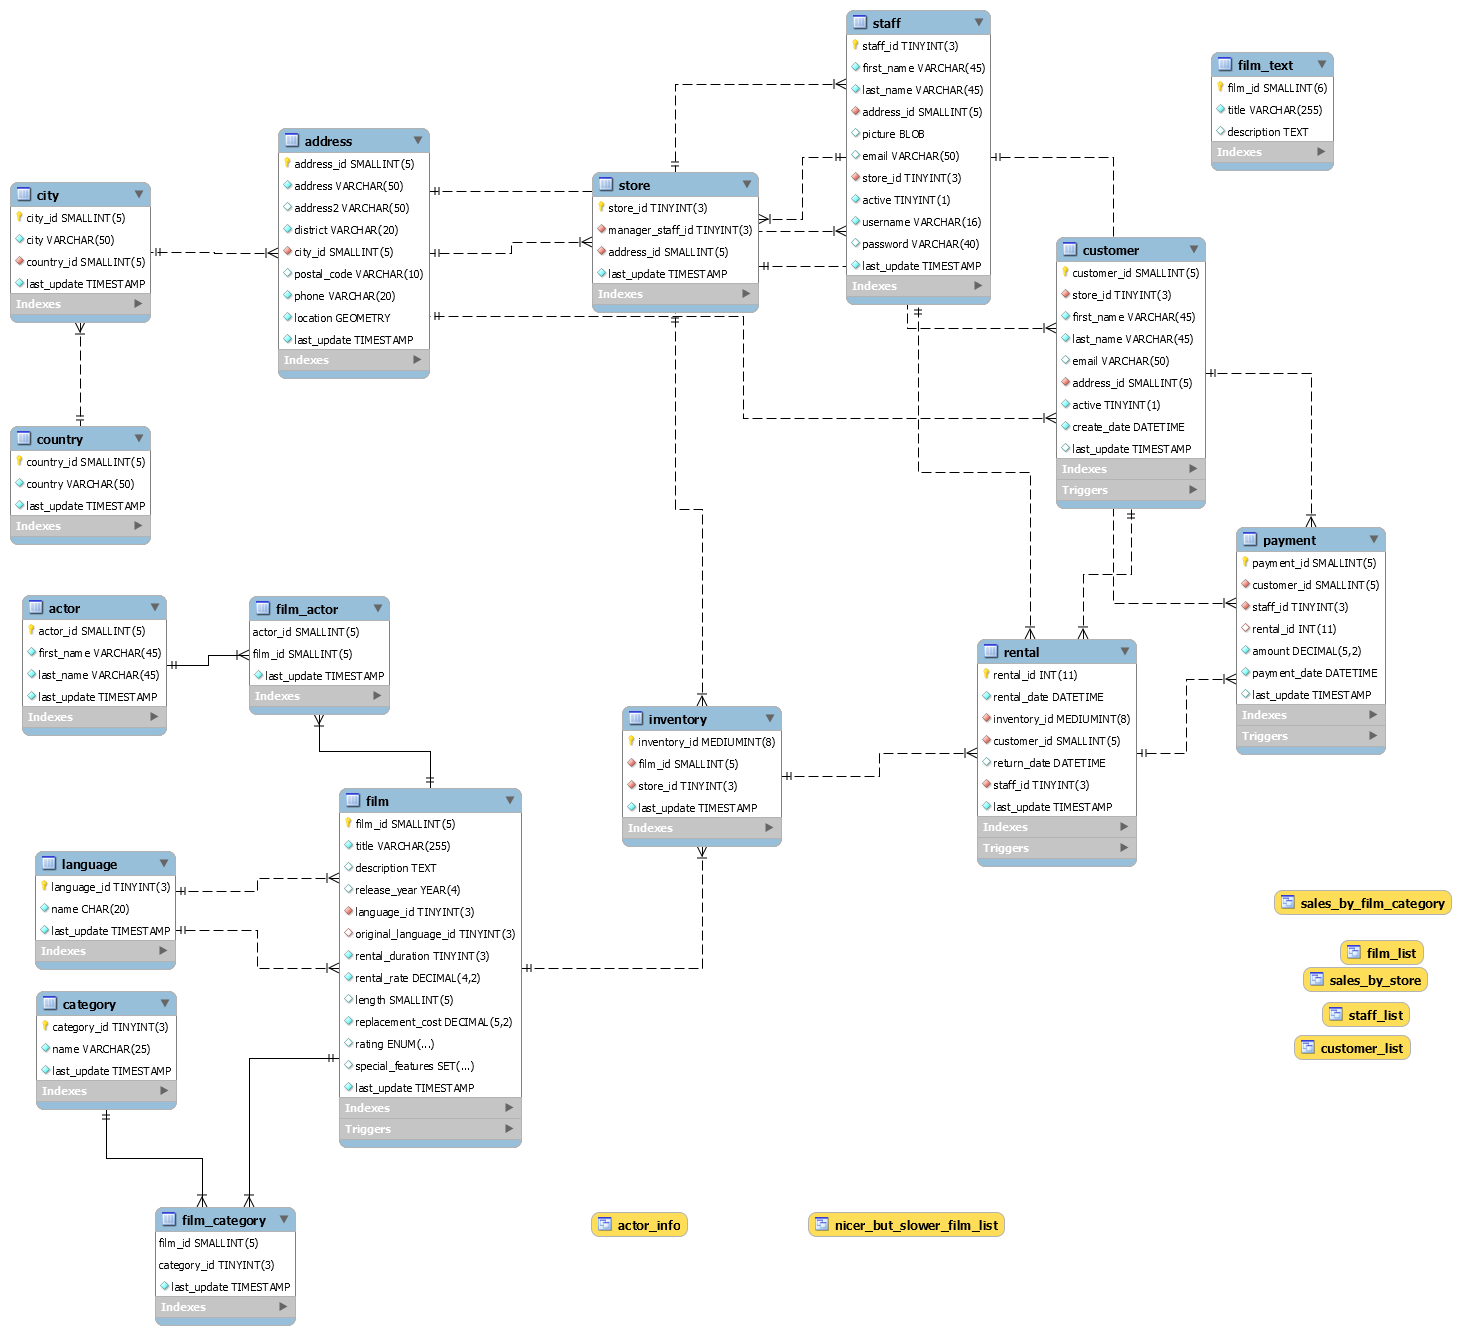 staff
staff_id TINYINT(3)
first_name VARCHAR(45)
last_name VARCHAR(45)
address_id SMALLINT(5)
picture BLOB
email VARCHAR(50)
store_id TINYINT(3)
active TINYINT(1)
username VARCHAR(16)
password VARCHAR(40)
last_update TIMESTAMP
Indexes
film_text
film_id SMALLINT(6)
title VARCHAR(255)
description TEXT
Indexes
address
address_id SMALLINT(5)
address VARCHAR(50)
address2 VARCHAR(50)
district VARCHAR(20)
city_id SMALLINT(5)
postal_code VARCHAR(10)
phone VARCHAR(20)
location GEOMETRY
last_update TIMESTAMP
Indexes
city
city_id SMALLINT(5)
city VARCHAR(50)
country_id SMALLINT(5)
last_update TIMESTAMP
Indexes
store
store_id TINYINT(3)
manager_staff_id TINYINT(3)
address_id SMALLINT(5)
last_update TIMESTAMP
Indexes
customer
customer_id SMALLINT(5)
store_id TINYINT(3)
first_name VARCHAR(45)
last_name VARCHAR(45)
email VARCHAR(50)
address_id SMALLINT(5)
active TINYINT(1)
create_date DATETIME
last_update TIMESTAMP
Indexes
Triggers
country
country_id SMALLINT(5)
country VARCHAR(50)
last_update TIMESTAMP
Indexes
payment
payment_id SMALLINT(5)
customer_id SMALLINT(5)
staff_id TINYINT(3)
rental_id INT(11)
amount DECIMAL(5,2)
payment_date DATETIME
last_update TIMESTAMP
Indexes
Triggers
actor
actor_id SMALLINT(5)
first_name VARCHAR(45)
last_name VARCHAR(45)
last_update TIMESTAMP
Indexes
film_actor
actor_id SMALLINT(5)
film_id SMALLINT(5)
last_update TIMESTAMP
Indexes
rental
rental_id INT(11)
rental_date DATETIME
inventory_id MEDIUMINT(8)
customer_id SMALLINT(5)
return_date DATETIME
staff_id TINYINT(3)
last_update TIMESTAMP
Indexes
Triggers
inventory
inventory_id MEDIUMINT(8)
film_id SMALLINT(5)
store_id TINYINT(3)
last_update TIMESTAMP
Indexes
film
film_id SMALLINT(5)
title VARCHAR(255)
description TEXT
release_year YEAR(4)
language_id TINYINT(3)
original_language_id TINYINT(3)
rental_duration TINYINT(3)
rental_rate DECIMAL(4,2)
length SMALLINT(5)
replacement_cost DECIMAL(5,2)
rating ENUM(...)
special_features SET(...)
last_update TIMESTAMP
Indexes
Triggers
language
language_id TINYINT(3)
name CHAR(20)
last_update TIMESTAMP
Indexes
category
category_id TINYINT(3)
name VARCHAR(25)
last_update TIMESTAMP
Indexes
sales_by_film_category
film_list
sales_by_store
staff_list
customer_list
film_category
film_id SMALLINT(5)
category_id TINYINT(3)
last_update TIMESTAMP
Indexes
actor_info
nicer_but_slower_film_list